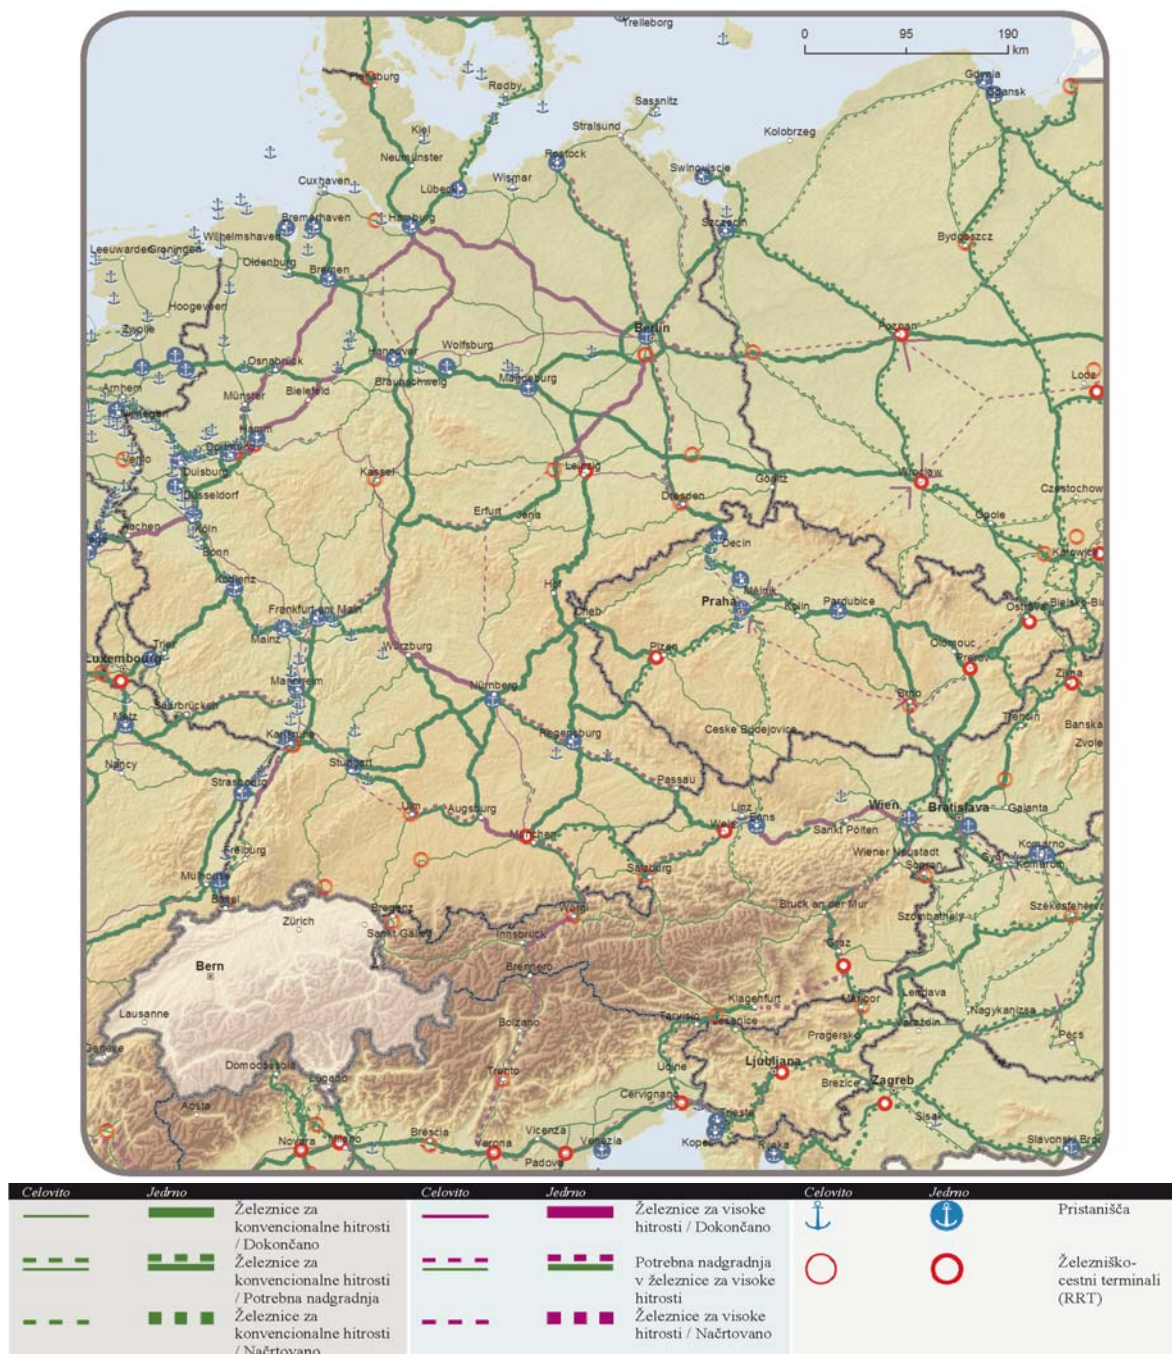 Trelleborg
0 95 190
km
Flensburg
Rødby
Sassnitz
Gdynia
Gdansk
Kiel
Stralsund
Kolobrzeg
Neumünster
Rostock
Cuxhaven
Lübeck
Wismar
Swinoujscie
Bremerhaven
Hamburg
Szczecin
Wilhelmshaven
Bydgoszcz
Leeuwarden
Groningen
Oldenburg
Bremen
Hoogeveen
Zwolle
Berlin
Poznan
Hannover
Wolfsburg
Osnabrück
Braunschweig
Magdeburg
Lodz
Arnhem
Bielefeld
Münster
Nijmegen
Hamm
Dortmund
Venlo
Duisburg
Kassel
Leipzig
Görlitz
Wroclaw
Düsseldorf
Dresden
Czestochow
Aachen
Köln
Erfurt
Jena
Opole
Bonn
Decin
Katowice
Koblenz
Hof
Melnik
Frankfurt am Main
Cheb
Praha
Kolin
Pardubice
Ostrava
Bielsko-Bia
Mainz
Trier
Würzburg
Plzen
Olomouc
Luxembourg
Prerov
Zilina
Mannheim
Nürnberg
Brno
Saarbrücken
Metz
Trencin
Banska
Karlsruhe
Regensburg
Ceske Budejovice
Zvole
Nancy
Stuttgart
Strasbourg
Passau
Ulm
Augsburg
Linz
Enns
Wels
Wien
Bratislava
Galanta
München
Sankt Pölten
Freiburg
Wiener Neustadt
Komarno
Györ
Komarom
Mulhouse
Salzburg
Sopron
Basel
Zürich
Bregenz
Wörgl
Bruck an der Mur
Szombathely
Székesfehérvá
Sankt Gallen
Innsbruck
Graz
Bern
Brennero
Klagenfurt
Maribor
Lendava
Lausanne
Bolzano
Tarvisio
Jesenice
Nagykanizsa
Varazdin
Pragersko
Pécs
Geneve
Domodossola
Trento
Udine
Ljubljana
Lugano
Brezice
Zagreb
Aosta
Cervignano
Sisak
Brescia
Vicenza
Trieste
Novara
Milano
Verona
Venezia
Koper
Rijeka
Slavonski Brod
Padova
Celovito Jedrno
Železnice za
konvencionalne hitrosti
/ Dokončano
Železnice za
konvencionalne hitrosti
/ Potrebna nadgradnja
Železnice za
konvencionalne hitrosti
/ Načrtovano
Celovito Jedrno
Železnice za visoke
hitrosti / Dokončano
Potrebna nadgradnja
v železnice za visoke
hitrosti
Železnice za visoke
hitrosti / Načrtovano
Celovito Jedrno
Pristanišča
Železniško-
cestni terminali
(RRT)